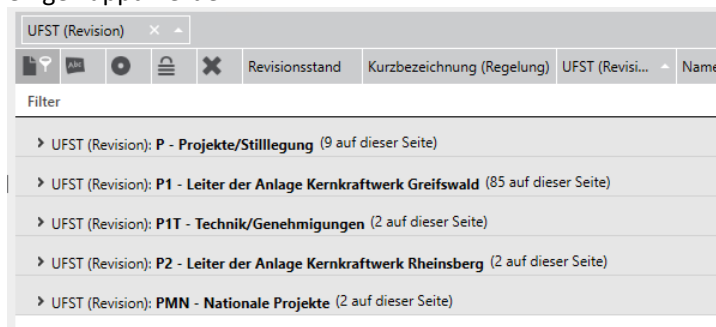 UFST (Revision)
Abc
Revisionsstand Kurzbezeichnung (Regelung) UFST (Revisi... Name
Filter
UFST (Revision): P - Projekte/Stilllegung (9 auf dieser Seite)
UFST (Revision): P1 - Leiter der Anlage Kernkraftwerk Greifswald (85 auf dieser Seite)
UFST (Revision): P1T - Technik/Genehmigungen (2 auf dieser Seite)
UFST (Revision): P2 - Leiter der Anlage Kernkraftwerk Rheinsberg (2 auf dieser Seite)
UFST (Revision): PMN - Nationale Projekte (2 auf dieser Seite)